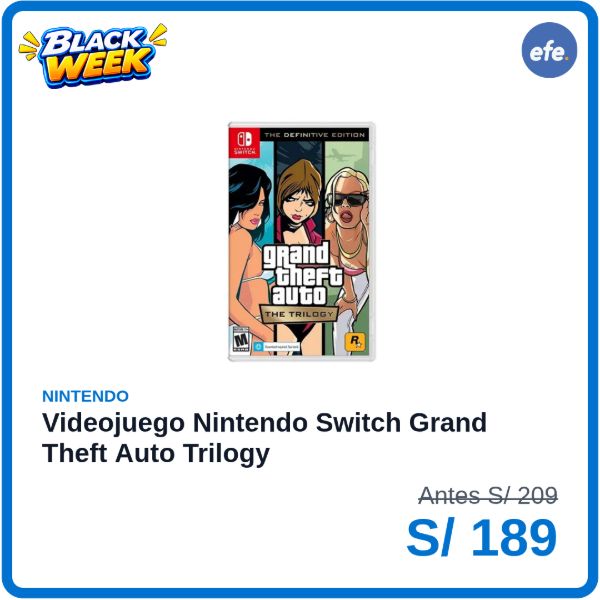 BLACK
WEEK
efe.
NINTENDO
SWITCH
THE DEFINITIVE EDITION
grand
theft
auto
THE TRILOGY
M
R
NINTENDO
Videojuego Nintendo Switch Grand
Theft Auto Trilogy
Antes S/ 209
S/ 189